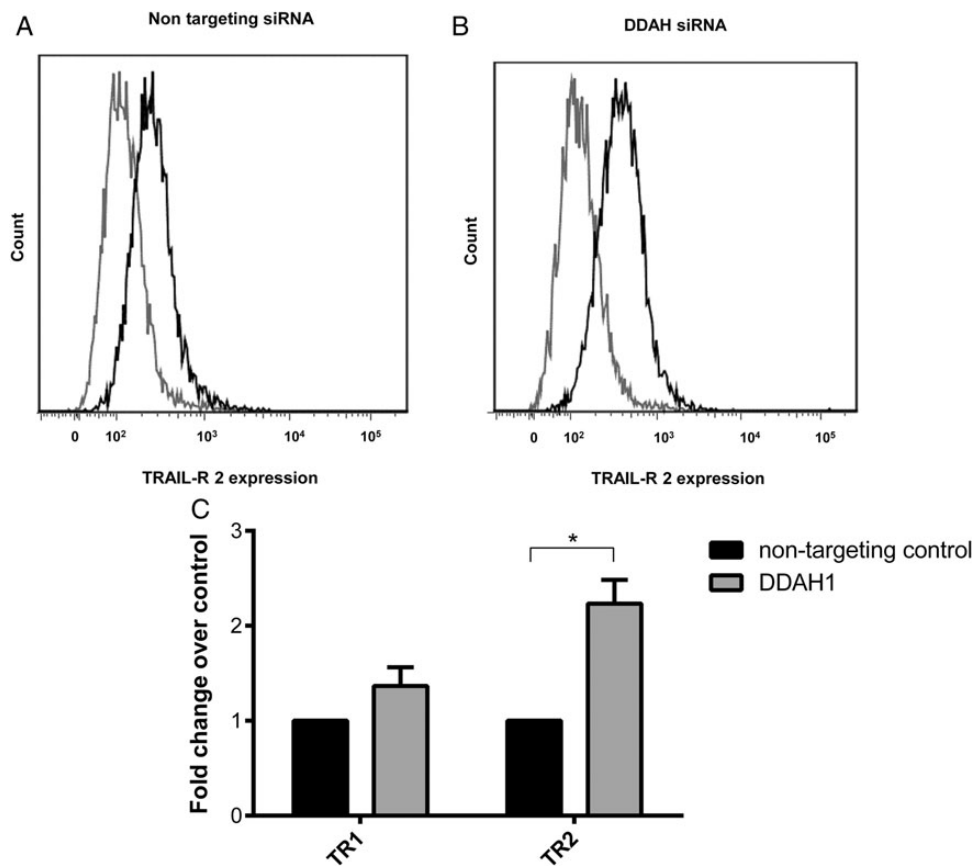 A
Non targeting siRNA
Count
0 10² 10³ 10⁴ 10⁵
TRAIL-R 2 expression
B
DDAH siRNA
Count
0 10² 10³ 10⁴ 10⁵
TRAIL-R 2 expression
C
Fold change over control
3
2
1
0
*
TR1
TR2
non-targeting control
DDAH1